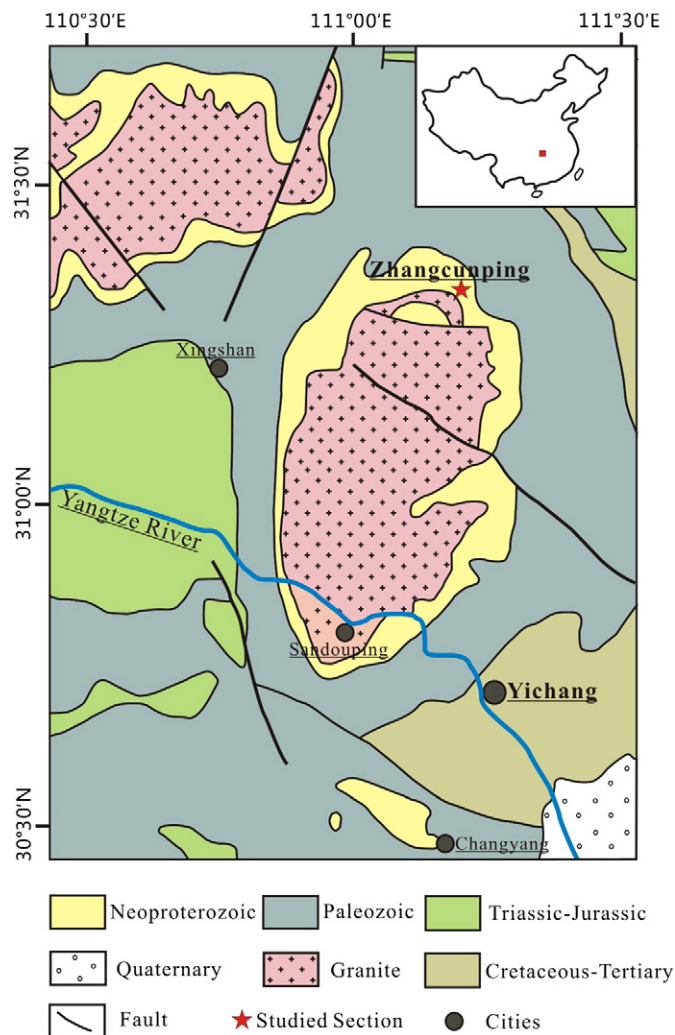 110°30′E 111°00′E 111°30′E
31°30′N
Zhangcunping
Xingshan
31°00′N
Yangtze River
Sandouping
Yichang
30°30′N
Changyang
Neoproterozoic Paleozoic Triassic-Jurassic
Quaternary Granite Cretaceous-Tertiary
Fault Studied Section Cities